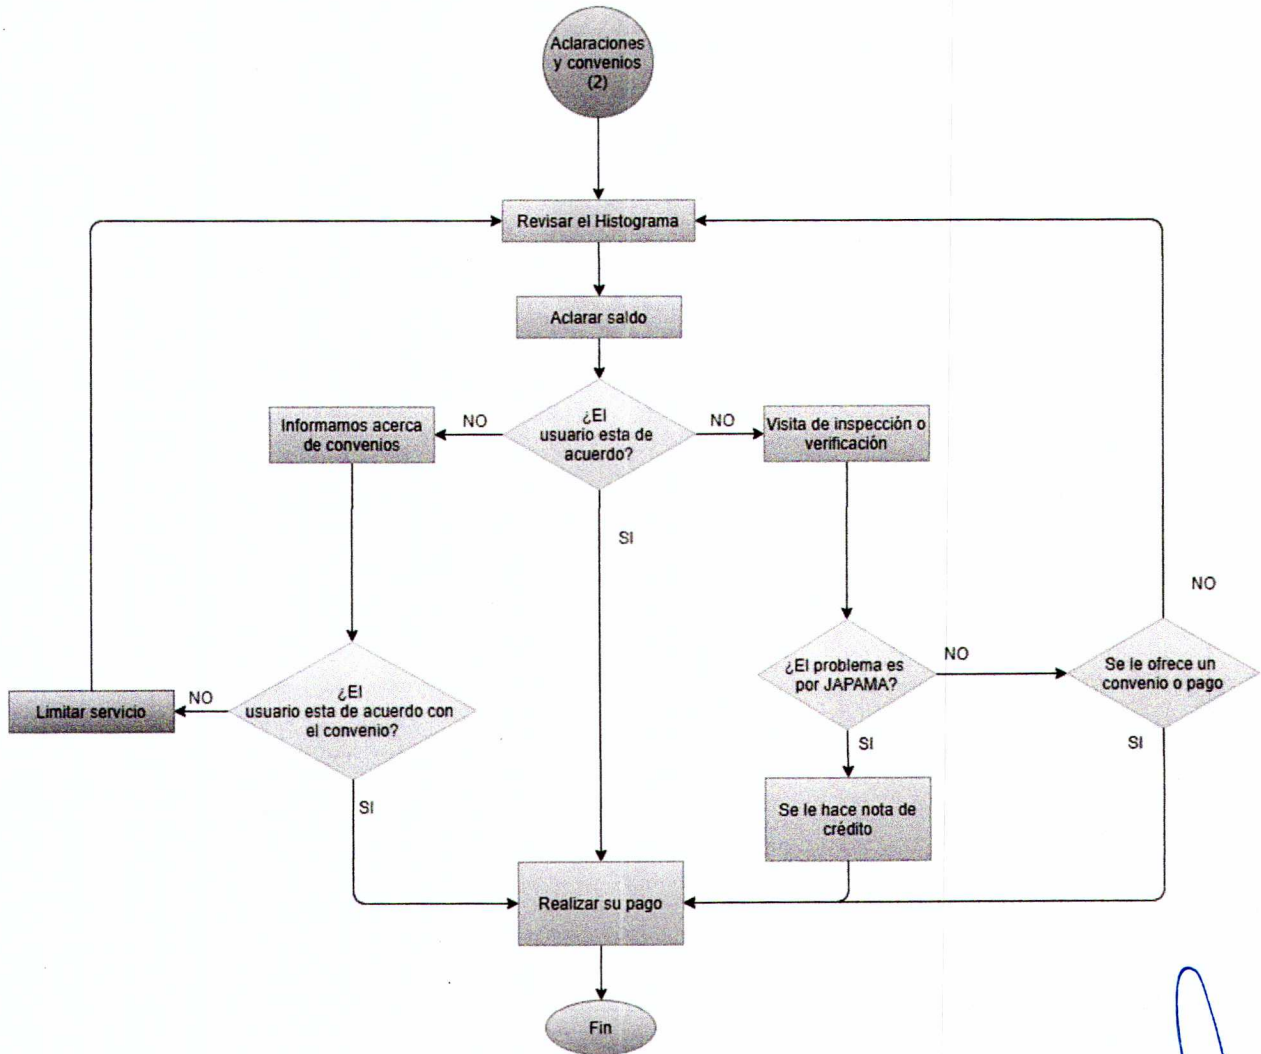 Aclaraciones
y convenios
(2)
Revisar el Histograma
Aclarar saldo
¿El
usuario esta de
acuerdo?
NO
NO
SI
Informamos acerca
de convenios
Visita de inspección o
verificación
¿El
usuario esta de acuerdo con
el convenio?
NO
SI
Limitar servicio
¿El problema es
por JAPAMA?
NO
SI
Se le ofrece un
convenio o pago
NO
SI
Se le hace nota de
crédito
Realizar su pago
Fin